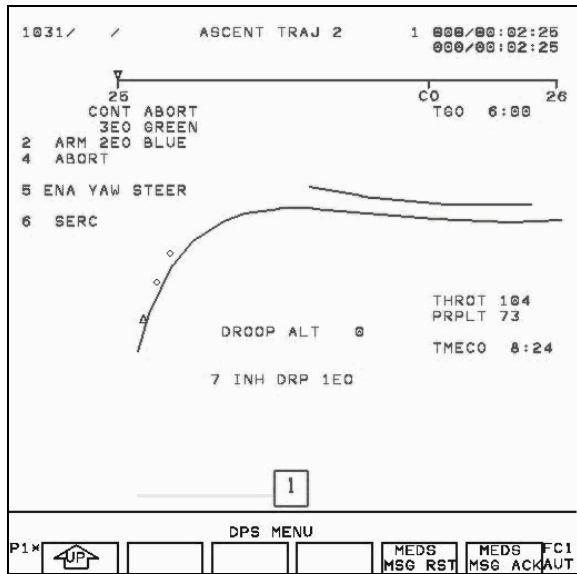 1031/ / ASCENT TRAJ 2 1 000/00:02:25
000/00:02:25
25 CO 26
CONT ABORT TGO 6:00
3EO GREEN
2 ARM 2EO BLUE
4 ABORT
5 ENA YAW STEER
6 SERC
THROT 104
PRPLT 73
DROOP ALT 0
TMECO 8:24
7 INH DRP 1EO
1
DPS MENU
P1* UP MEDS MSG RST MEDS MSG ACK FC1 AUT